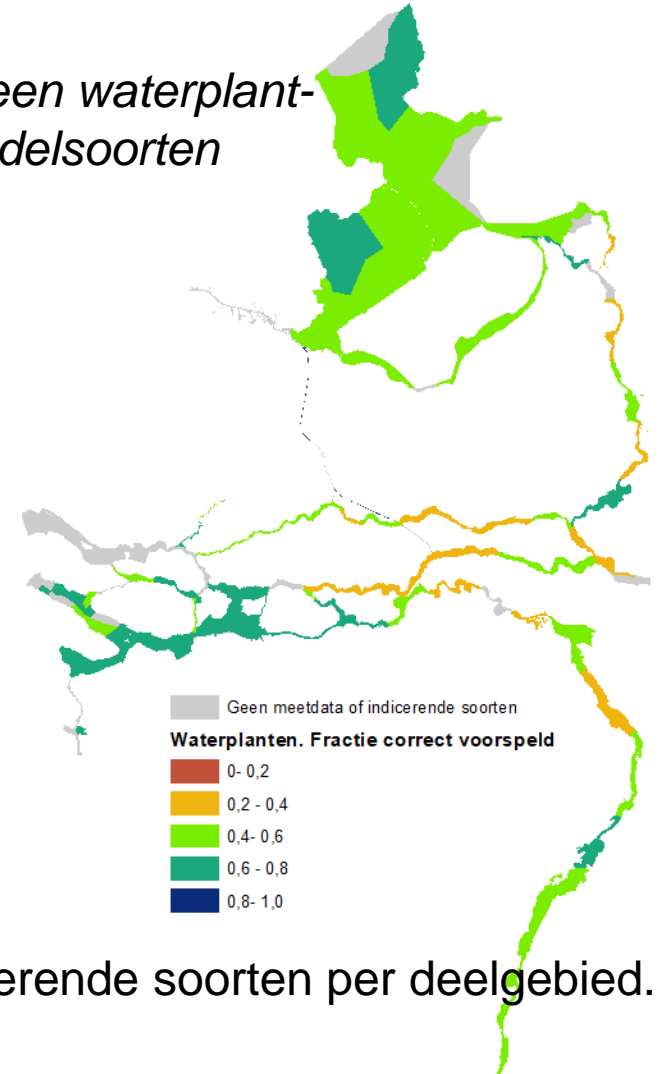 een waterplant-
delsoorten
Geen meetdata of indicerende soorten
Waterplanten. Fractie correct voorspeld
0- 0,2
0,2 - 0,4
0,4- 0,6
0,6 - 0,8
0,8- 1,0
erende soorten per deelgebied.